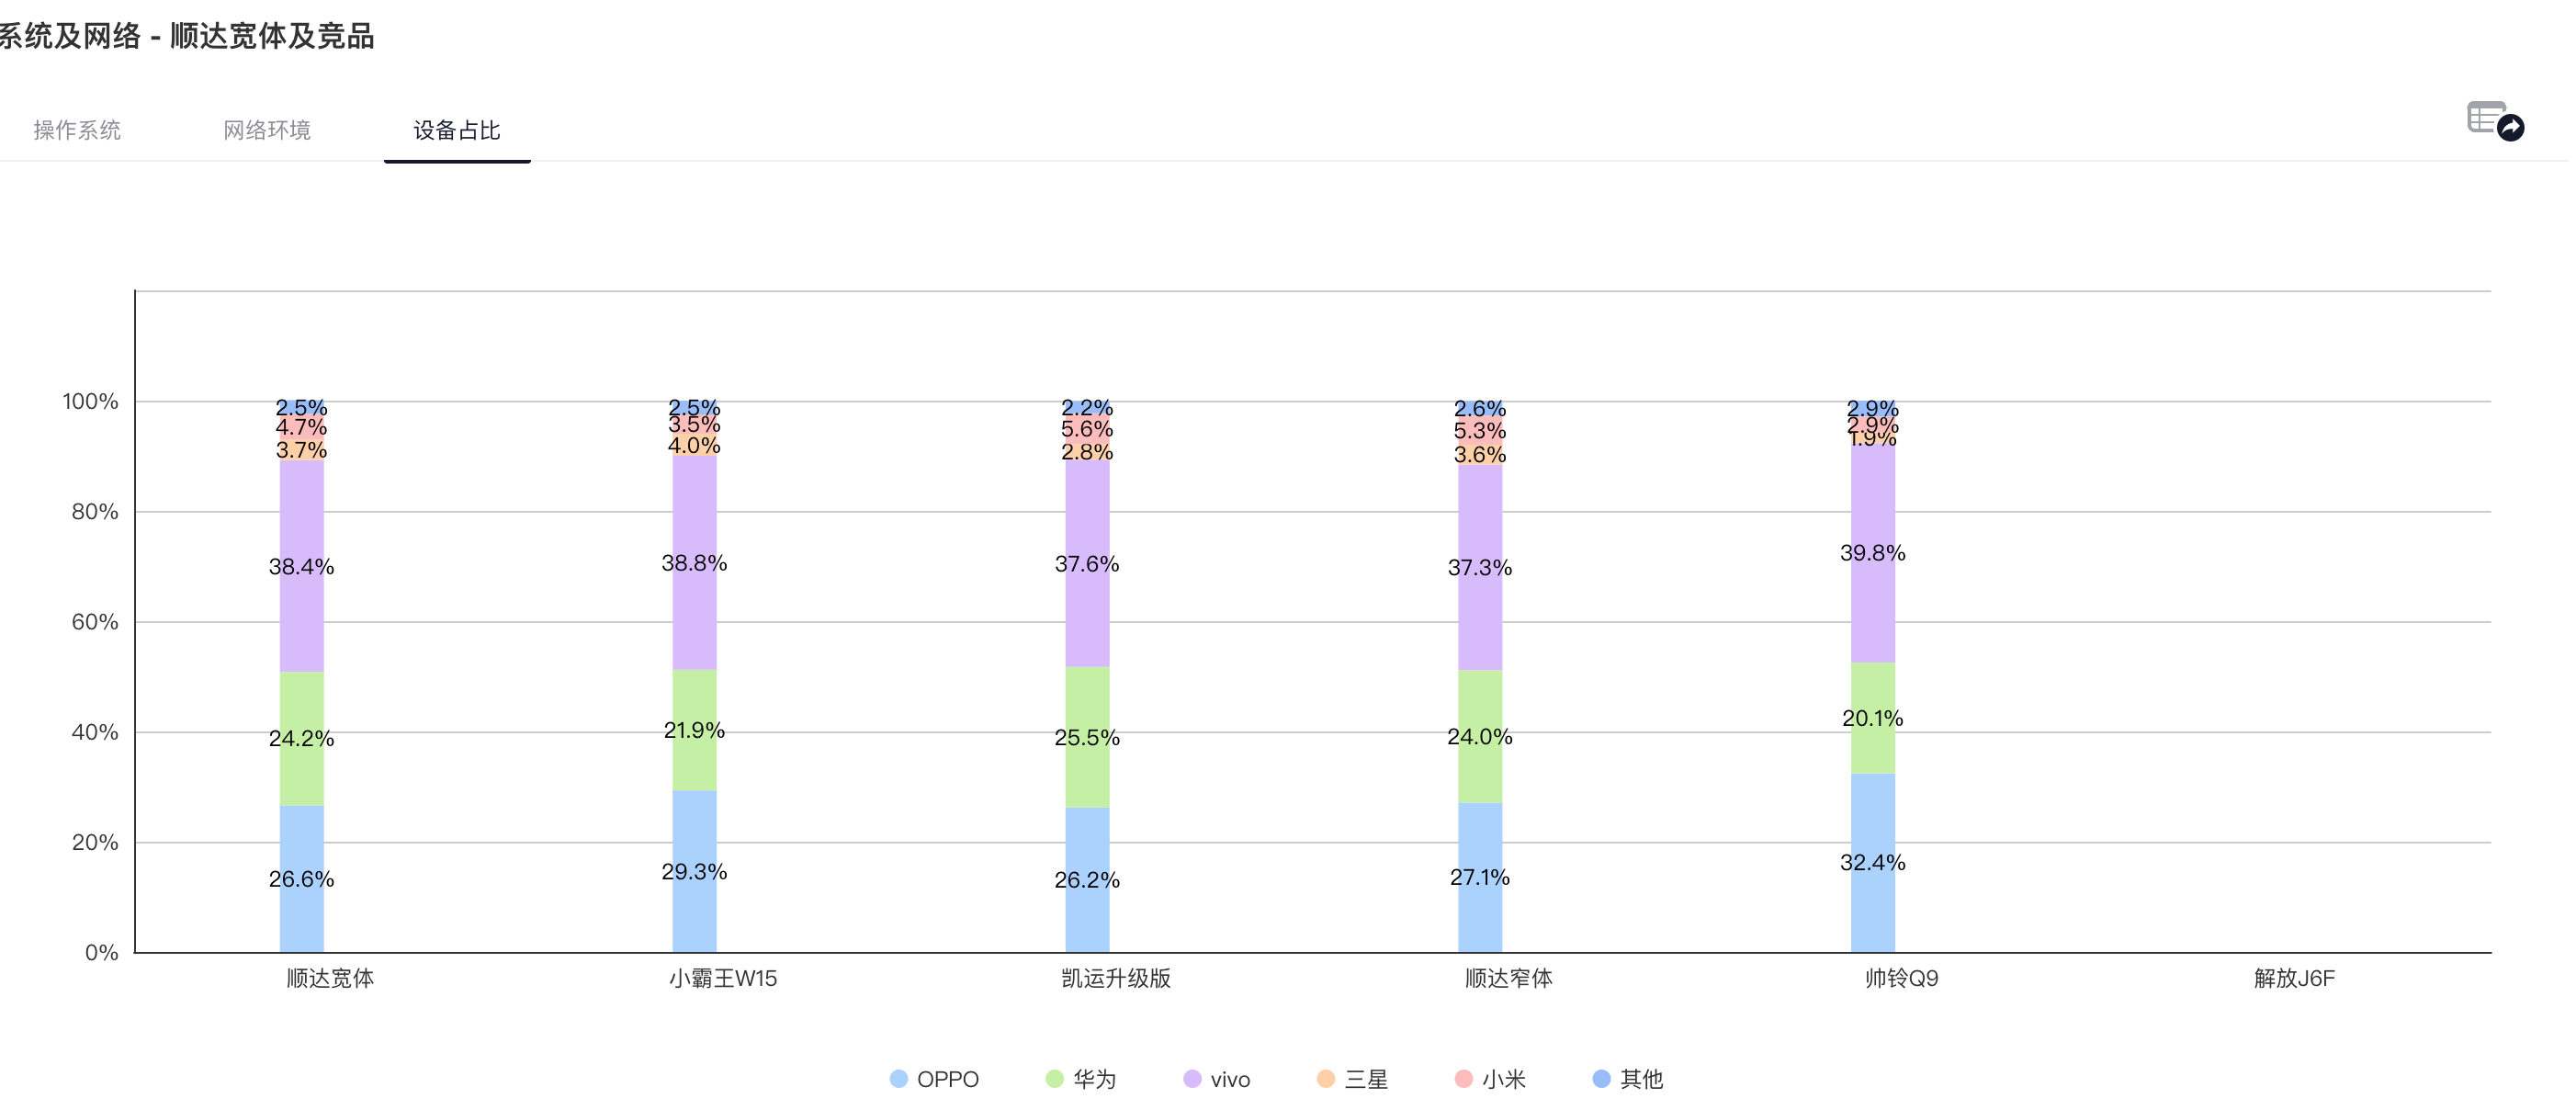 系统及网络 - 顺达宽体及竞品
操作系统 网络环境 设备占比
100% 2.5% 2.5% 2.2% 2.6% 2.9%
4.7% 3.5% 5.6% 5.3% 2.9%
3.7% 4.0% 2.8% 3.6% 1.9%
80%
38.4% 38.8% 37.6% 37.3% 39.8%
60%
40%
24.2% 21.9% 25.5% 24.0% 20.1%
20%
26.6% 29.3% 26.2% 27.1% 32.4%
0%
顺达宽体 小霸王W15 凯运升级版 顺达窄体 帅铃Q9 解放J6F
OPPO 华为 vivo 三星 小米 其他